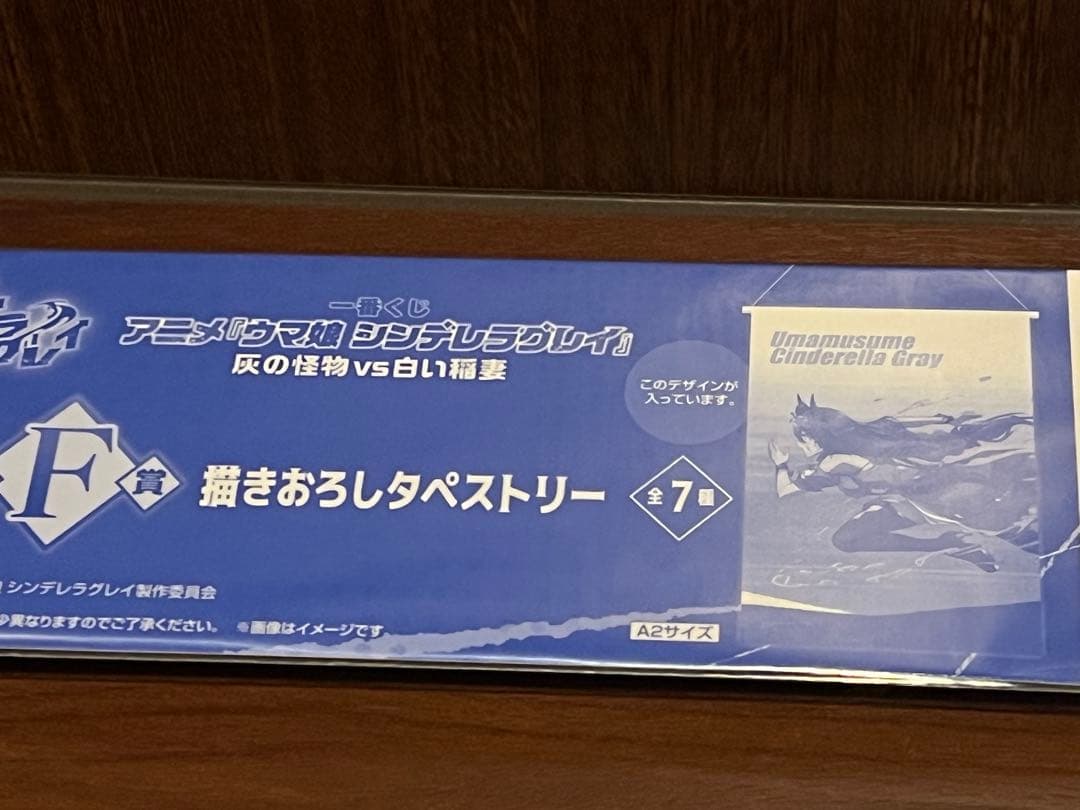 一番くじ
アニメ『ウマ娘 シンデレラグレイ』
灰の怪物vs白い稲妻
F賞
描きおろしタペストリー
全7種
このデザインが
入っています。
Umamusume
Cinderella Gray
シンデレラグレイ製作委員会
少異なりますのでご了承ください。 ※画像はイメージです
A2サイズ